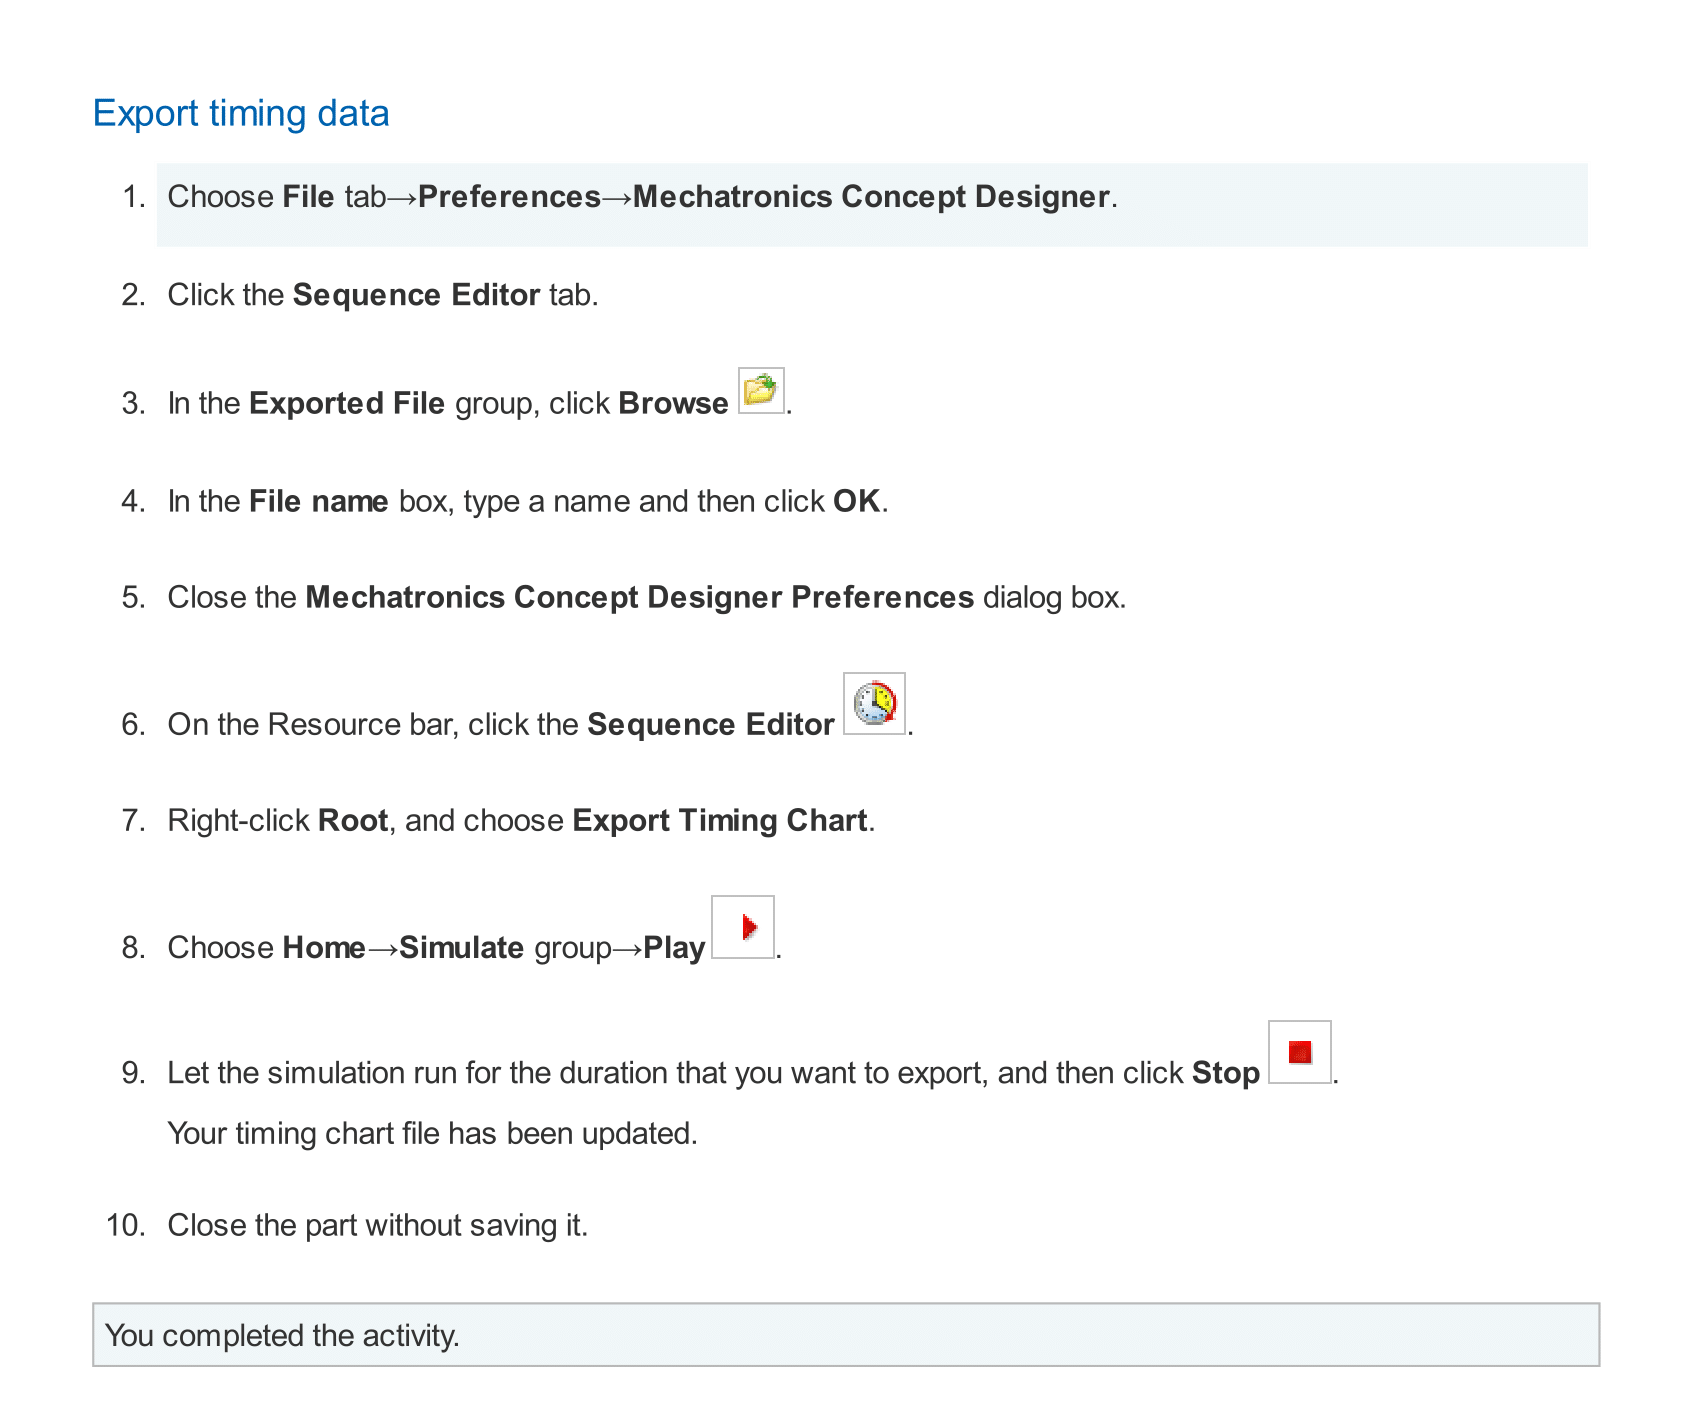 Export timing data
1. Choose File tab→Preferences→Mechatronics Concept Designer.
2. Click the Sequence Editor tab.
3. In the Exported File group, click Browse .
4. In the File name box, type a name and then click OK.
5. Close the Mechatronics Concept Designer Preferences dialog box.
6. On the Resource bar, click the Sequence Editor .
7. Right-click Root, and choose Export Timing Chart.
8. Choose Home→Simulate group→Play .
9. Let the simulation run for the duration that you want to export, and then click Stop .
Your timing chart file has been updated.
10. Close the part without saving it.
You completed the activity.